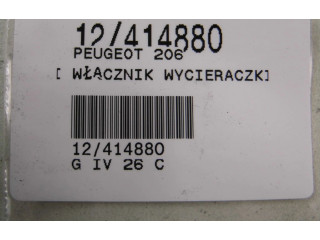 12/414880
PEUGEOT 206
[ WŁĄCZNIK WYCIERACZK]
12/414880
G IV 26 C